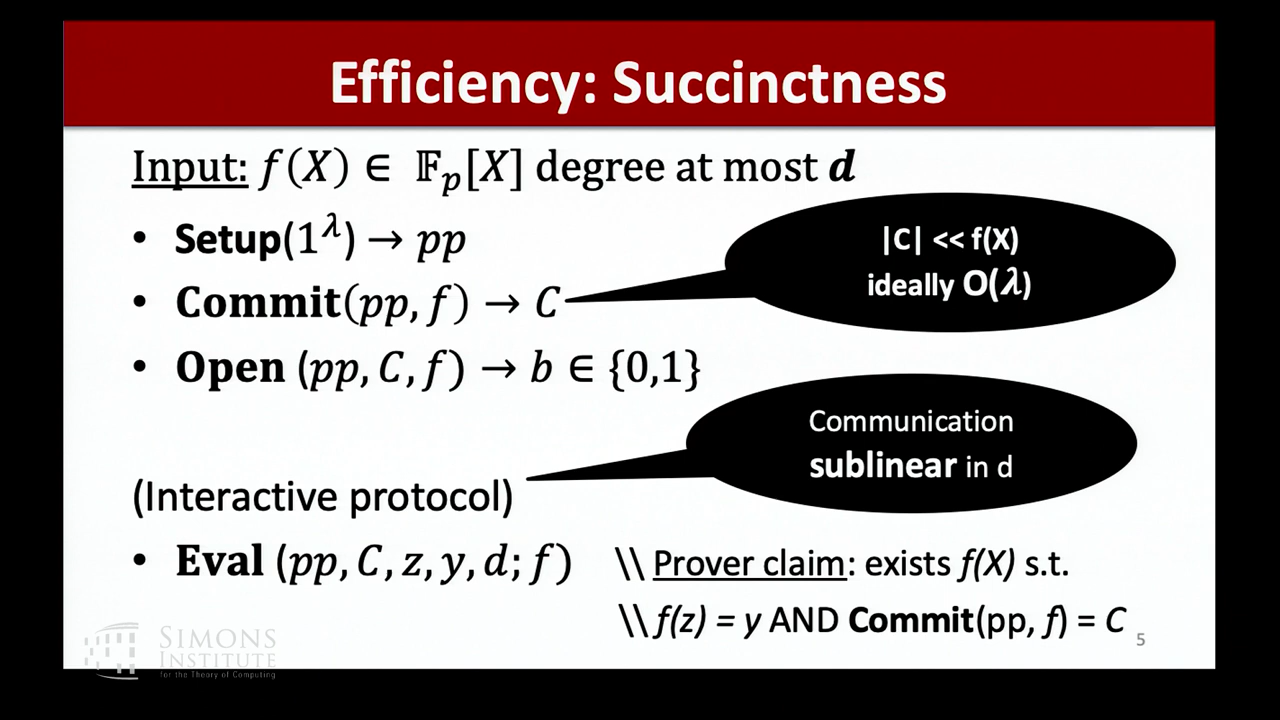 Efficiency: Succinctness
Input: f(X) ∈ 𝔽ₚ[X] degree at most d
• Setup(1^λ) → pp
|C| << f(X)
ideally O(λ)
• Commit(pp, f) → C
• Open (pp, C, f) → b ∈ {0,1}
Communication
sublinear in d
(Interactive protocol)
• Eval (pp, C, z, y, d; f)
\\ Prover claim: exists f(X) s.t.
\\ f(z) = y AND Commit(pp, f) = C
5
SIMONS
INSTITUTE
for the Theory of Computing